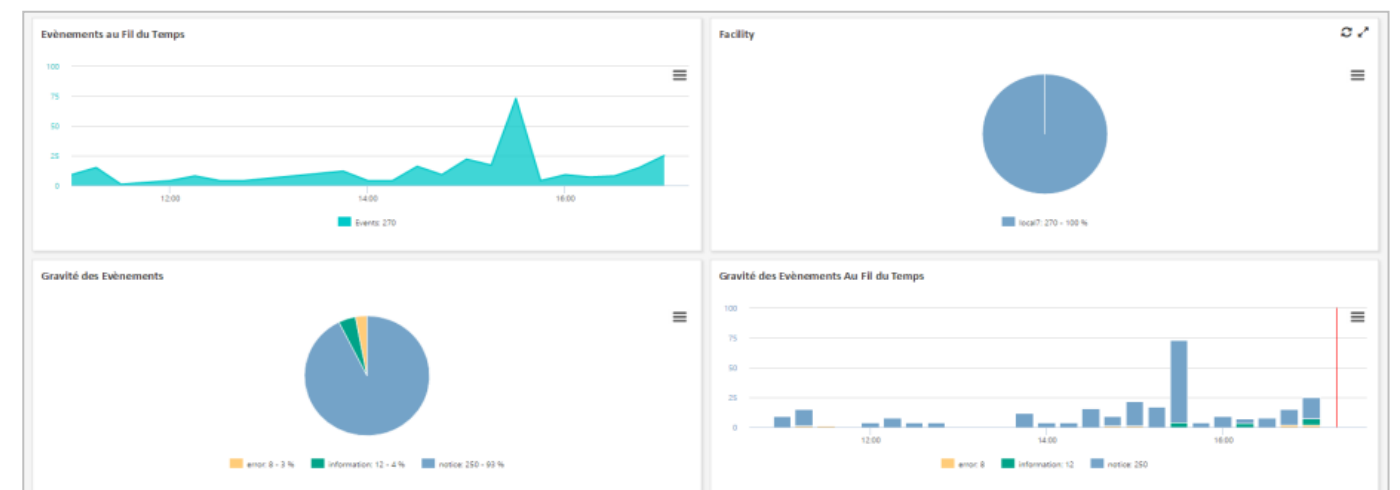 Evènements au Fil du Temps
100
75
50
25
0
12:00 14:00 16:00
Events: 270
Facility
local7: 270 - 100 %
Gravité des Evènements
error: 8 - 3 % information: 12 - 4 % notice: 250 - 93 %
Gravité des Evènements Au Fil du Temps
100
75
50
25
0
12:00 14:00 16:00
error: 8 information: 12 notice: 250